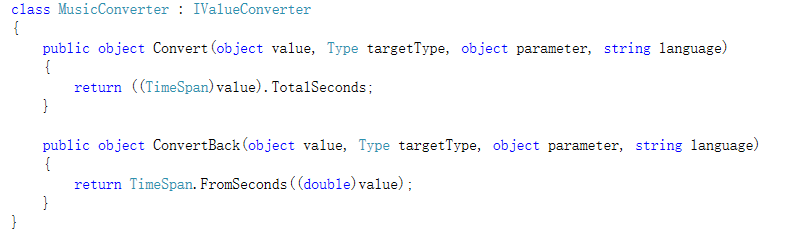 class MusicConverter : IValueConverter
{
    public object Convert(object value, Type targetType, object parameter, string language)
    {
        return ((TimeSpan)value).TotalSeconds;
    }

    public object ConvertBack(object value, Type targetType, object parameter, string language)
    {
        return TimeSpan.FromSeconds((double)value);
    }
}